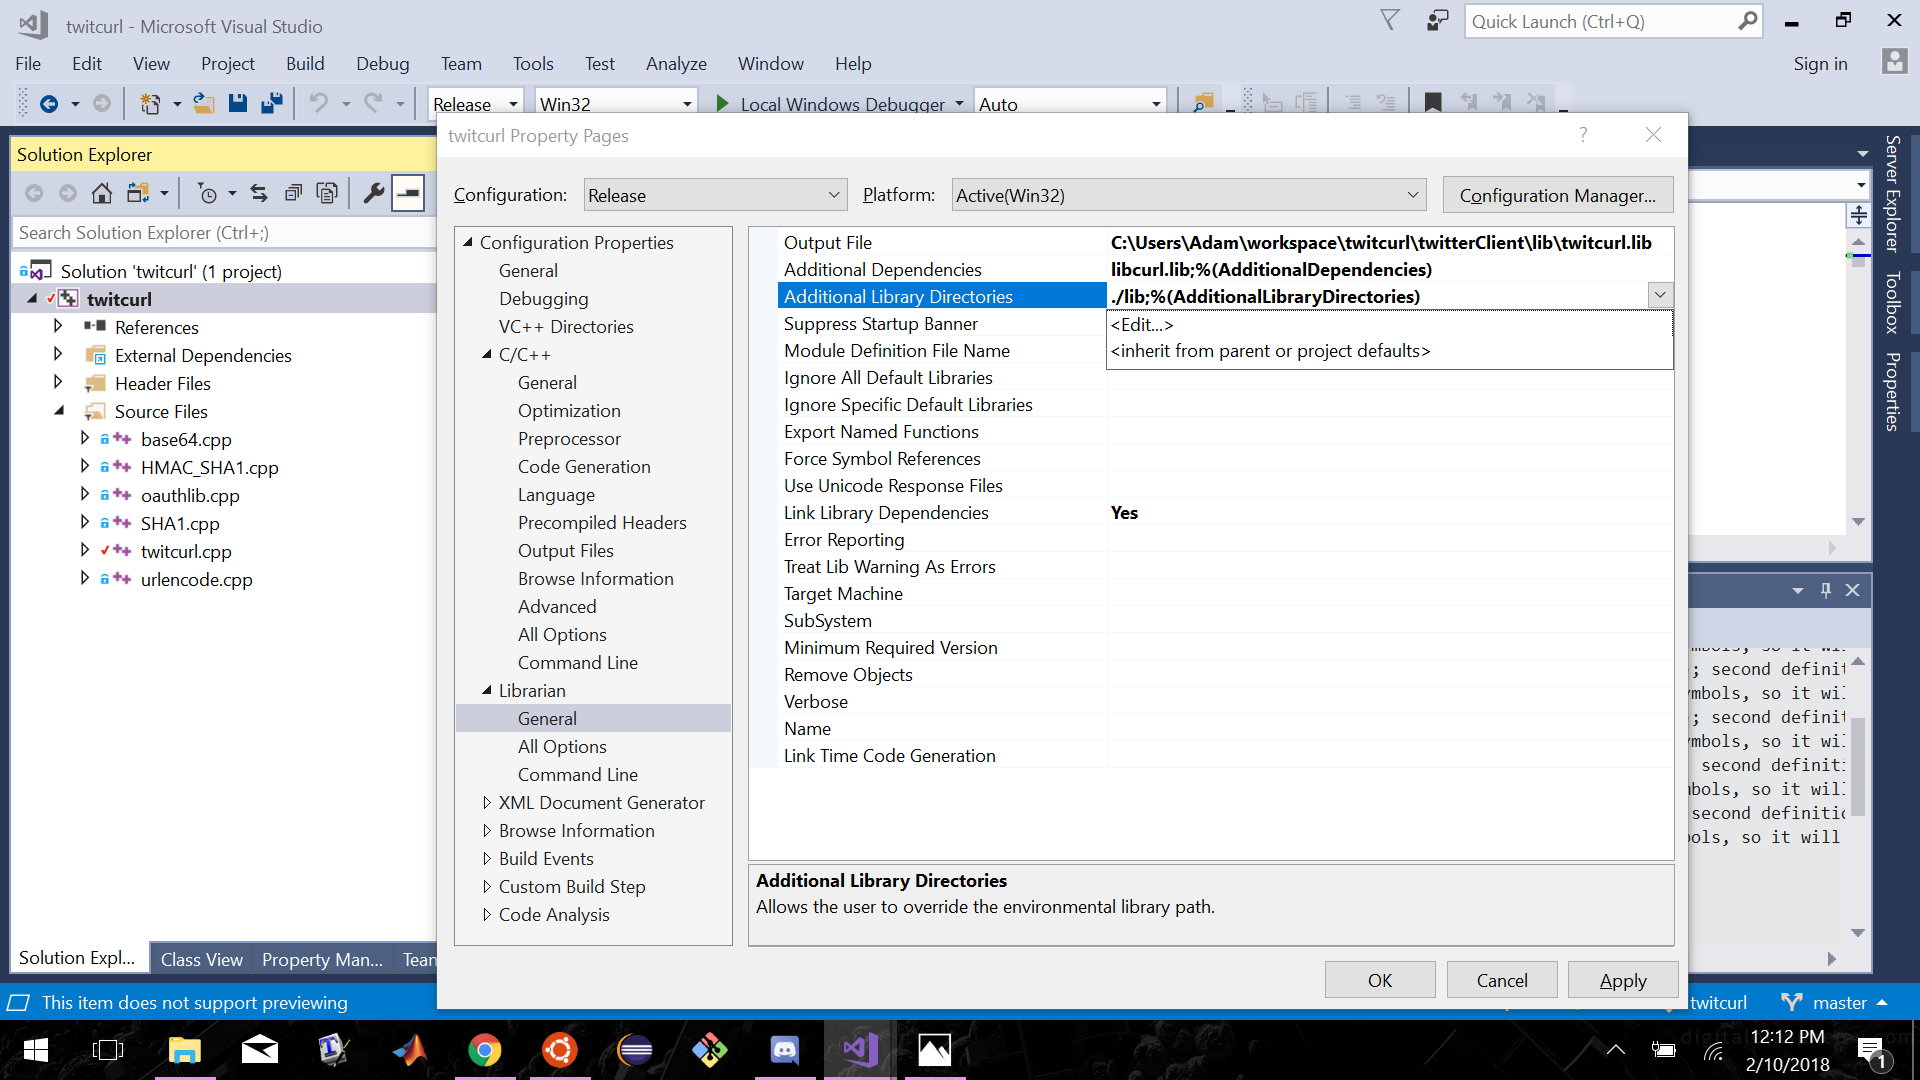 twitcurl - Microsoft Visual Studio
Quick Launch (Ctrl+Q)
File Edit View Project Build Debug Team Tools Test Analyze Window Help
Sign in
Release Win32 Local Windows Debugger Auto
Solution Explorer
Search Solution Explorer (Ctrl+;)
Solution 'twitcurl' (1 project)
twitcurl
References
External Dependencies
Header Files
Source Files
base64.cpp
HMAC_SHA1.cpp
oauthlib.cpp
SHA1.cpp
twitcurl.cpp
urlencode.cpp
Solution Expl...
Class View
Property Man...
Team
twitcurl Property Pages
?
Configuration: Release Platform: Active(Win32) Configuration Manager...
Configuration Properties
General
Debugging
VC++ Directories
C/C++
General
Optimization
Preprocessor
Code Generation
Language
Precompiled Headers
Output Files
Browse Information
Advanced
All Options
Command Line
Librarian
General
All Options
Command Line
XML Document Generator
Browse Information
Build Events
Custom Build Step
Code Analysis
Output File C:\Users\Adam\workspace\twitcurl\twitterClient\lib\twitcurl.lib
Additional Dependencies libcurl.lib;%(AdditionalDependencies)
Additional Library Directories ./lib;%(AdditionalLibraryDirectories)
<Edit...>
<inherit from parent or project defaults>
Suppress Startup Banner
Module Definition File Name
Ignore All Default Libraries
Ignore Specific Default Libraries
Export Named Functions
Force Symbol References
Use Unicode Response Files
Link Library Dependencies Yes
Error Reporting
Treat Lib Warning As Errors
Target Machine
SubSystem
Minimum Required Version
Remove Objects
Verbose
Name
Link Time Code Generation
Additional Library Directories
Allows the user to override the environmental library path.
OK Cancel Apply
Server Explorer
Toolbox
Properties
; second definit
mbols, so it wil
; second definit
mbols, so it wi
second definiti
mbols, so it will
second definitio
ols, so it will
This item does not support previewing
twitcurl master
12:12 PM
2/10/2018
1